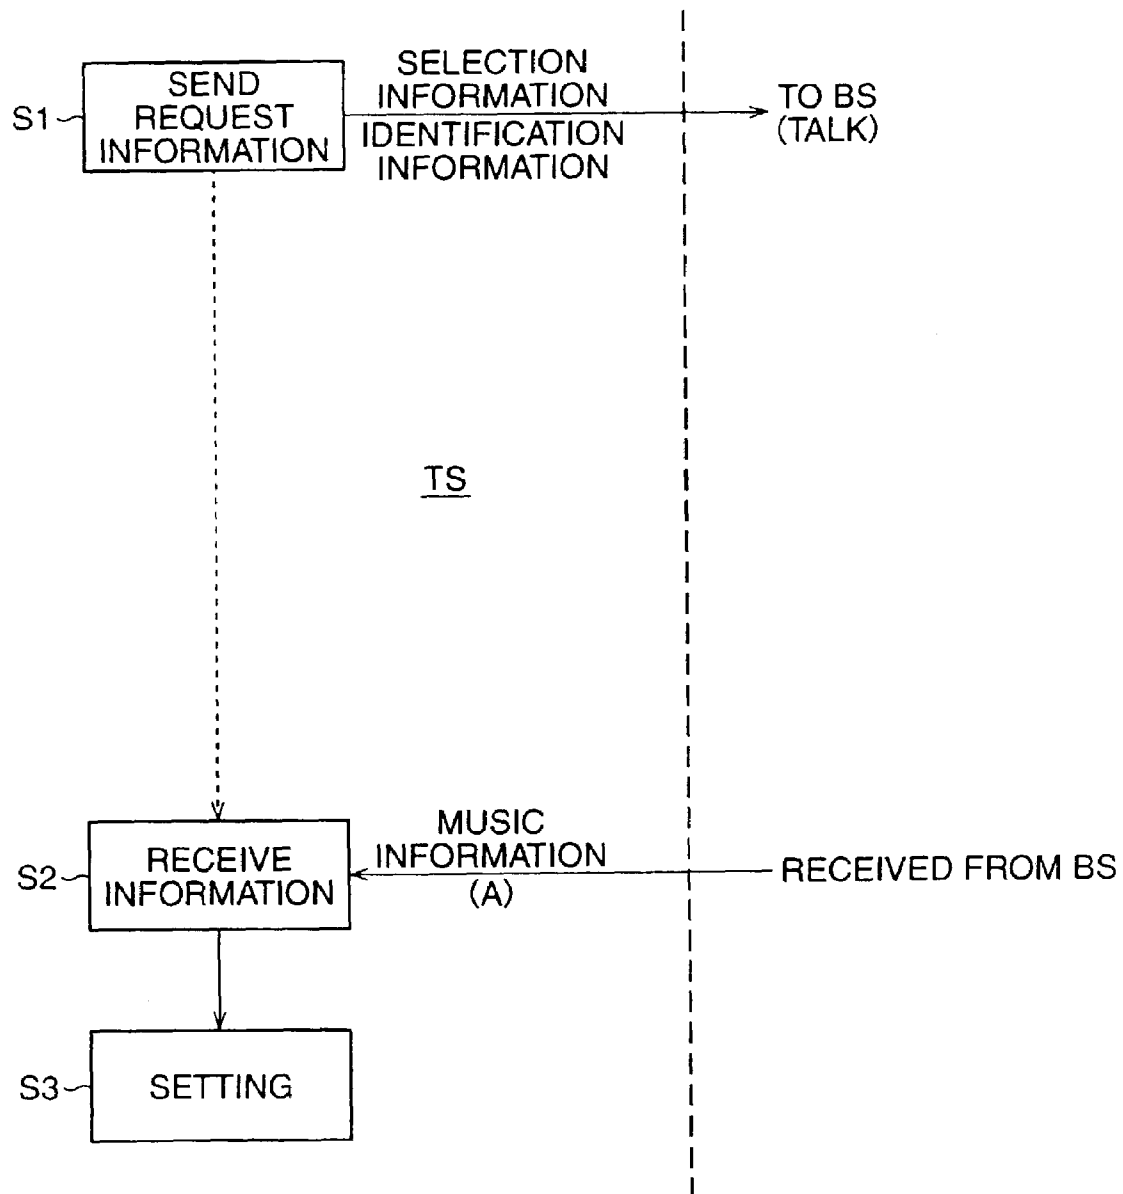 S1
SEND
REQUEST
INFORMATION
SELECTION
INFORMATION
IDENTIFICATION
INFORMATION
TO BS
(TALK)
TS
S2
RECEIVE
INFORMATION
MUSIC
INFORMATION
(A)
RECEIVED FROM BS
S3
SETTING